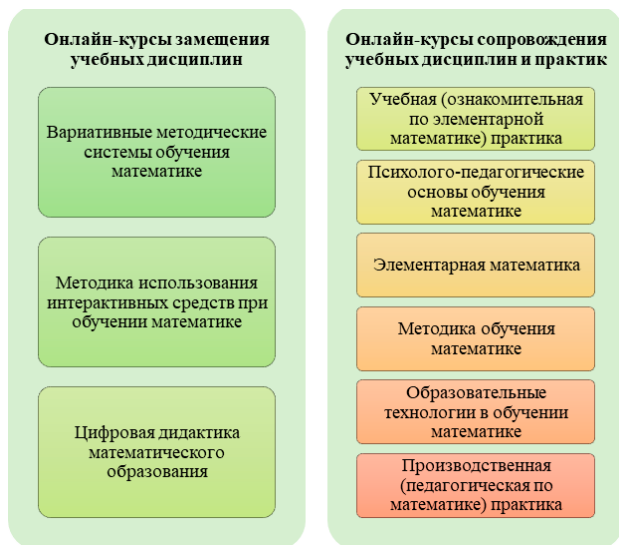 Онлайн-курсы замещения
учебных дисциплин
Вариативные методические
системы обучения
математике
Методика использования
интерактивных средств при
обучении математике
Цифровая дидактика
математического
образования
Онлайн-курсы сопровождения
учебных дисциплин и практик
Учебная (ознакомительная
по элементарной
математике) практика
Психолого-педагогические
основы обучения
математике
Элементарная математика
Методика обучения
математике
Образовательные
технологии в обучении
математике
Производственная
(педагогическая по
математике) практика